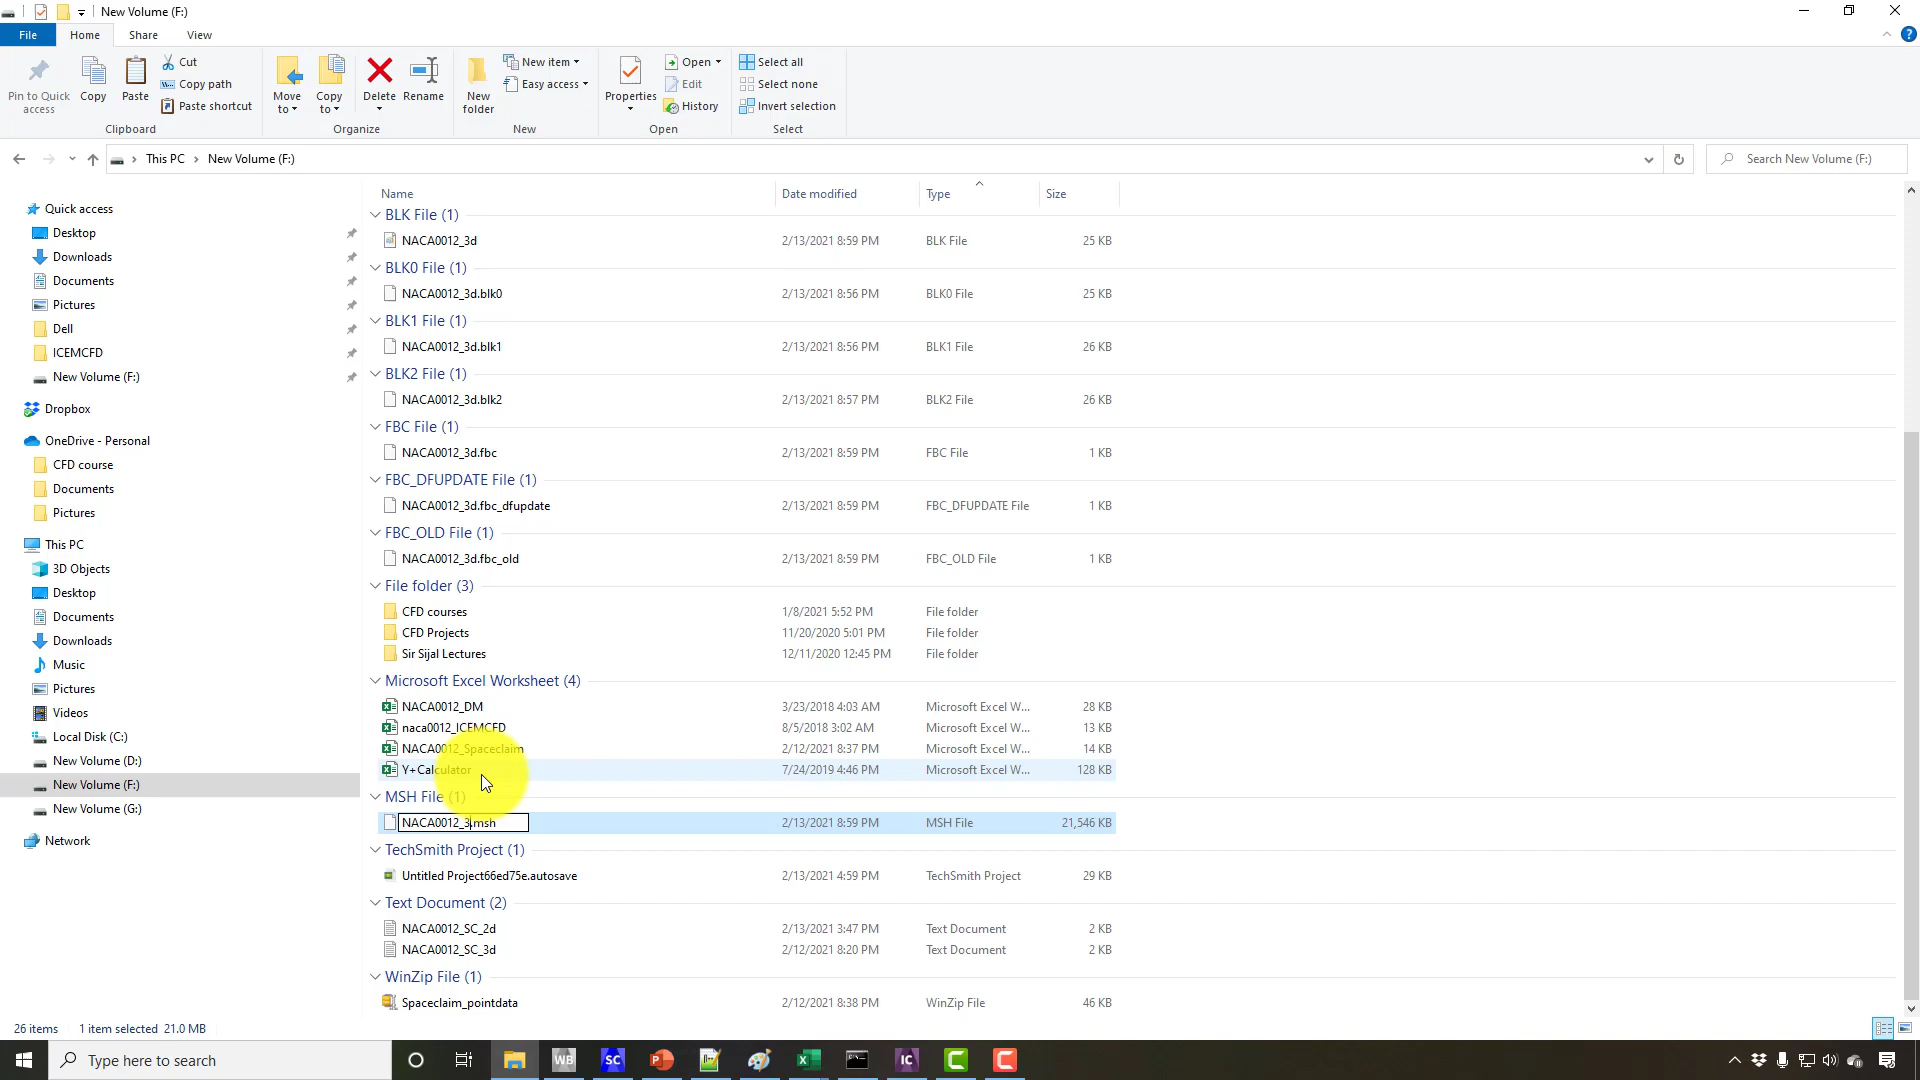 New Volume (F:)
File Home Share View
Pin to Quick access
Copy
Paste
Cut
Copy path
Paste shortcut
Clipboard
Move to
Copy to
Delete
Rename
Organize
New folder
New item
Easy access
New
Properties
Open
Edit
History
Open
Select all
Select none
Invert selection
Select
This PC › New Volume (F:)
Search New Volume (F:)
Quick access
Desktop
Downloads
Documents
Pictures
Dell
ICEMCFD
New Volume (F:)
Dropbox
OneDrive - Personal
CFD course
Documents
Pictures
This PC
3D Objects
Desktop
Documents
Downloads
Music
Pictures
Videos
Local Disk (C:)
New Volume (D:)
New Volume (F:)
New Volume (G:)
Network
Name Date modified Type Size
BLK File (1)
NACA0012_3d 2/13/2021 8:59 PM BLK File 25 KB
BLK0 File (1)
NACA0012_3d.blk0 2/13/2021 8:56 PM BLK0 File 25 KB
BLK1 File (1)
NACA0012_3d.blk1 2/13/2021 8:56 PM BLK1 File 26 KB
BLK2 File (1)
NACA0012_3d.blk2 2/13/2021 8:57 PM BLK2 File 26 KB
FBC File (1)
NACA0012_3d.fbc 2/13/2021 8:59 PM FBC File 1 KB
FBC_DFUPDATE File (1)
NACA0012_3d.fbc_dfupdate 2/13/2021 8:59 PM FBC_DFUPDATE File 1 KB
FBC_OLD File (1)
NACA0012_3d.fbc_old 2/13/2021 8:59 PM FBC_OLD File 1 KB
File folder (3)
CFD courses 1/8/2021 5:52 PM File folder
CFD Projects 11/20/2020 5:01 PM File folder
Sir Sijal Lectures 12/11/2020 12:45 PM File folder
Microsoft Excel Worksheet (4)
NACA0012_DM 3/23/2018 4:03 AM Microsoft Excel W... 28 KB
naca0012_ICEMCFD 8/5/2018 3:02 AM Microsoft Excel W... 13 KB
NACA0012_Spaceclaim 2/12/2021 8:37 PM Microsoft Excel W... 14 KB
Y+Calculator 7/24/2019 4:46 PM Microsoft Excel W... 128 KB
MSH File (1)
NACA0012_3.msh 2/13/2021 8:59 PM MSH File 21,546 KB
TechSmith Project (1)
Untitled Project66ed75e.autosave 2/13/2021 4:59 PM TechSmith Project 29 KB
Text Document (2)
NACA0012_SC_2d 2/13/2021 3:47 PM Text Document 2 KB
NACA0012_SC_3d 2/12/2021 8:20 PM Text Document 2 KB
WinZip File (1)
Spaceclaim_pointdata 2/12/2021 8:38 PM WinZip File 46 KB
26 items 1 item selected 21.0 MB
Type here to search
WB SC IC